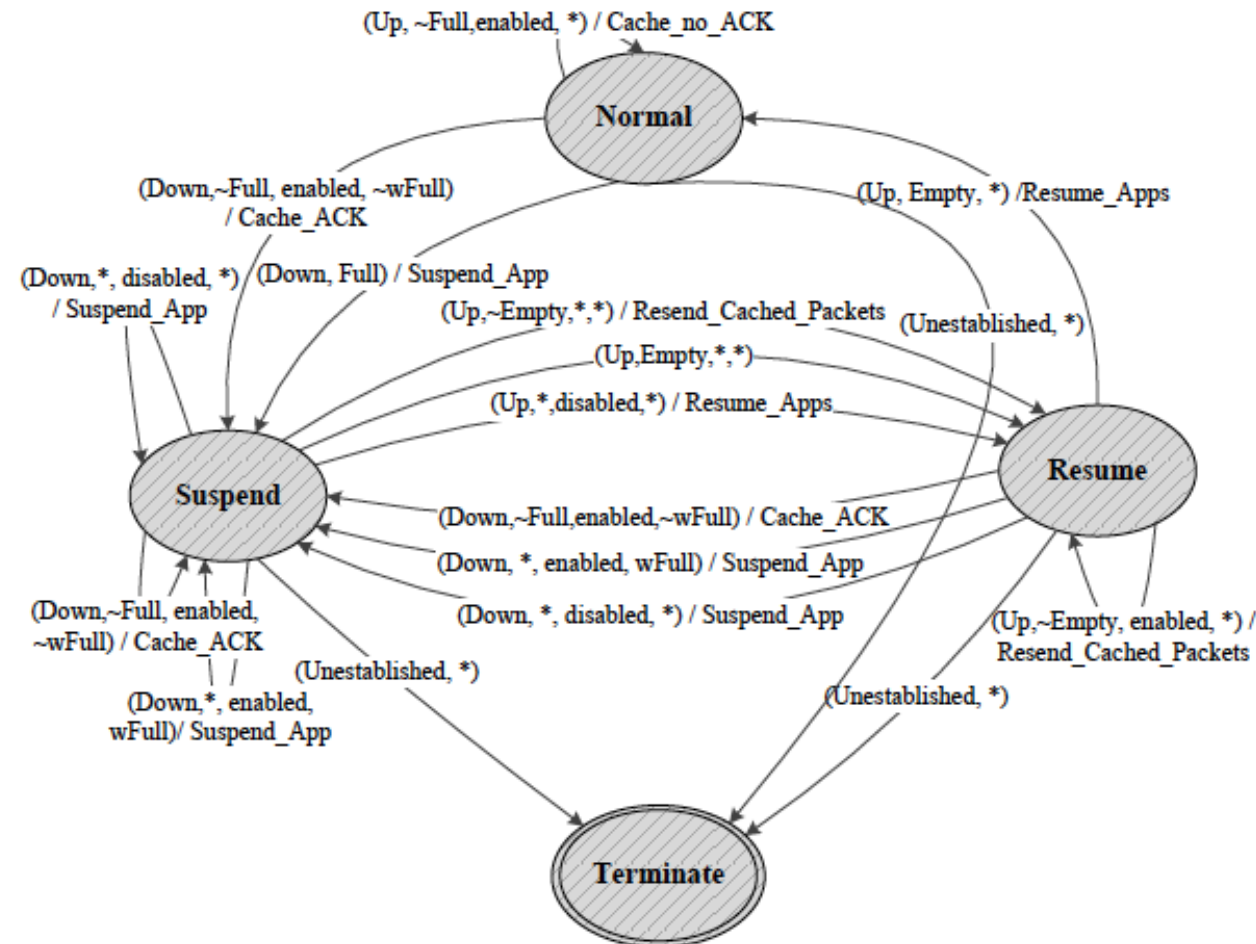 (Up, ~Full,enabled, *) / Cache_no_ACK
Normal
(Down,~Full, enabled, ~wFull)
/ Cache_ACK
(Up, Empty, *) /Resume_Apps
(Down,*, disabled, *)
/ Suspend_App
(Down, Full) / Suspend_App
(Up,~Empty,*,*) / Resend_Cached_Packets
(Unestablished, *)
(Up,Empty,*,*)
(Up,*,disabled,*) / Resume_Apps
Suspend
Resume
(Down,~Full,enabled,~wFull) / Cache_ACK
(Down, *, enabled, wFull) / Suspend_App
(Down, *, disabled, *) / Suspend_App
(Down,~Full, enabled,
~wFull) / Cache_ACK
(Up,~Empty, enabled, *) /
Resend_Cached_Packets
(Unestablished, *)
(Down,*, enabled,
wFull)/ Suspend_App
(Unestablished, *)
Terminate